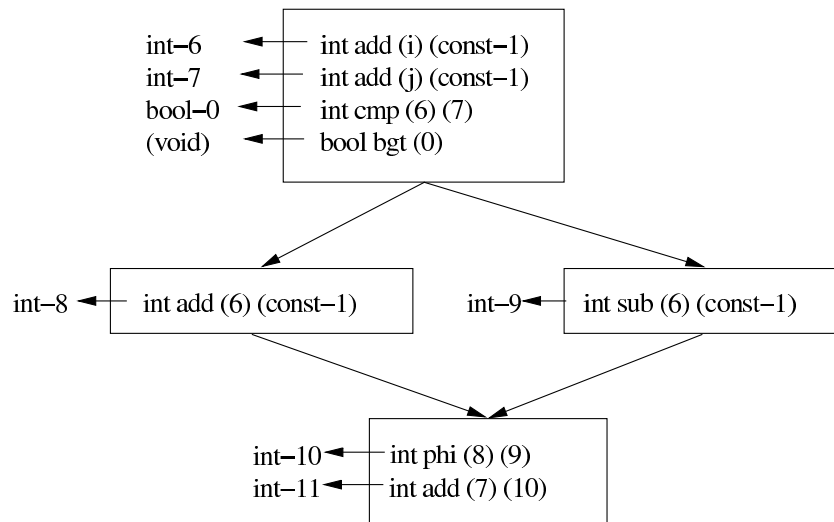 int–6 int add (i) (const–1)
int–7 int add (j) (const–1)
bool–0 int cmp (6) (7)
(void) bool bgt (0)
int–8 int add (6) (const–1)
int–9 int sub (6) (const–1)
int–10 int phi (8) (9)
int–11 int add (7) (10)